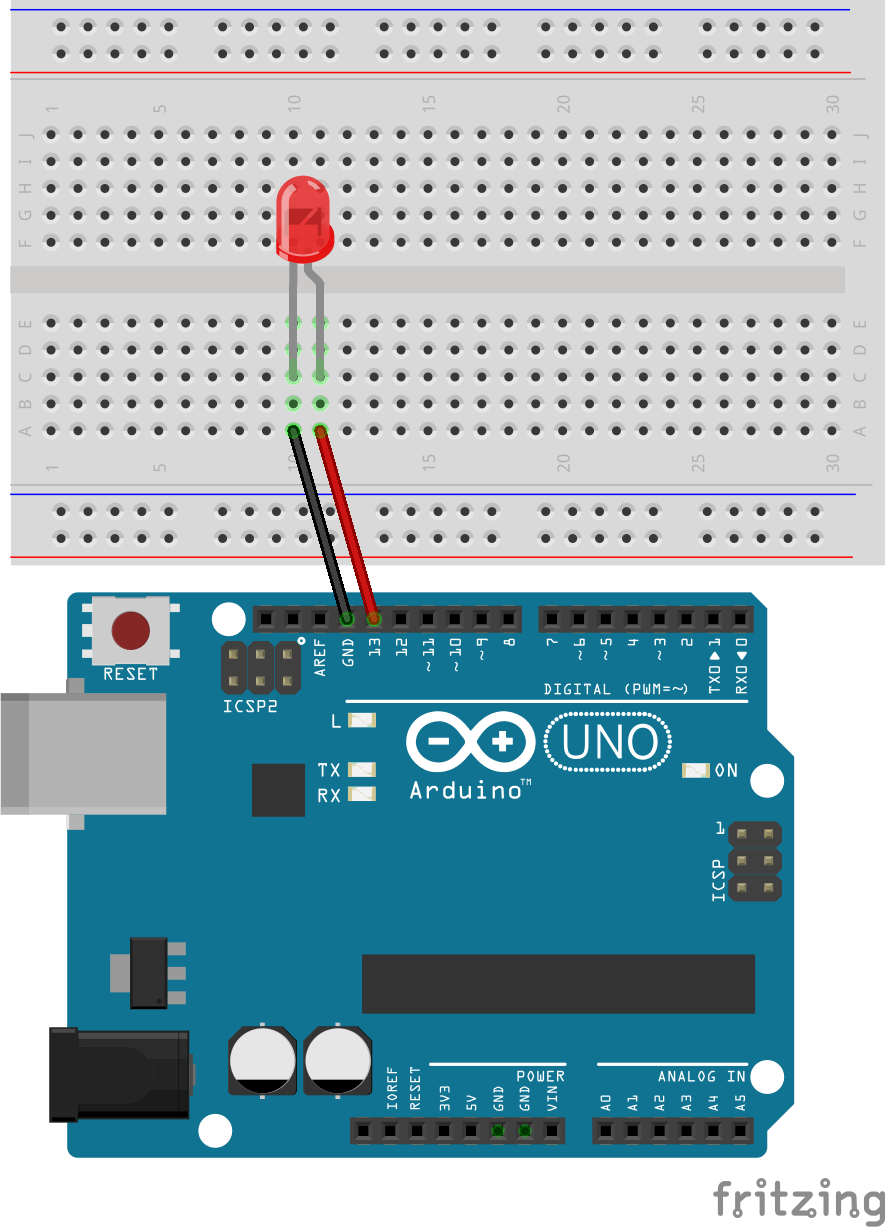 1 5 10 15 20 25 30
J J
I I
H H
G G
F F
E E
D D
C C
B B
A A
1 5 10 15 20 25 30
RESET
AREF GND 13 12 ~11 ~10 ~9 8 7 ~6 ~5 4 ~3 2 TX0▶1 RX0◀0
ICSP2
DIGITAL (PWM=~)
L
TX
RX
Arduino™
UNO
ON
1
ICSP
POWER
ANALOG IN
IOREF RESET 3V3 5V GND GND VIN A0 A1 A2 A3 A4 A5
fritzing